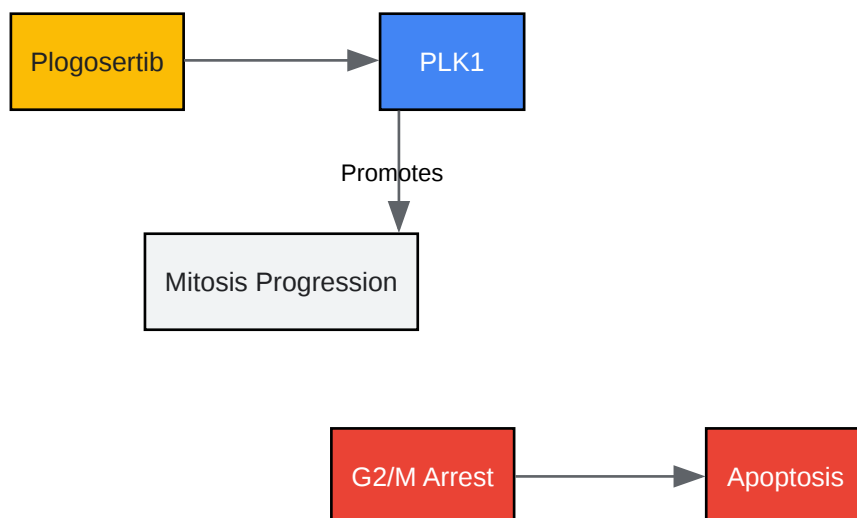 Plogosertib
PLK1
Promotes
Mitosis Progression
G2/M Arrest
Apoptosis